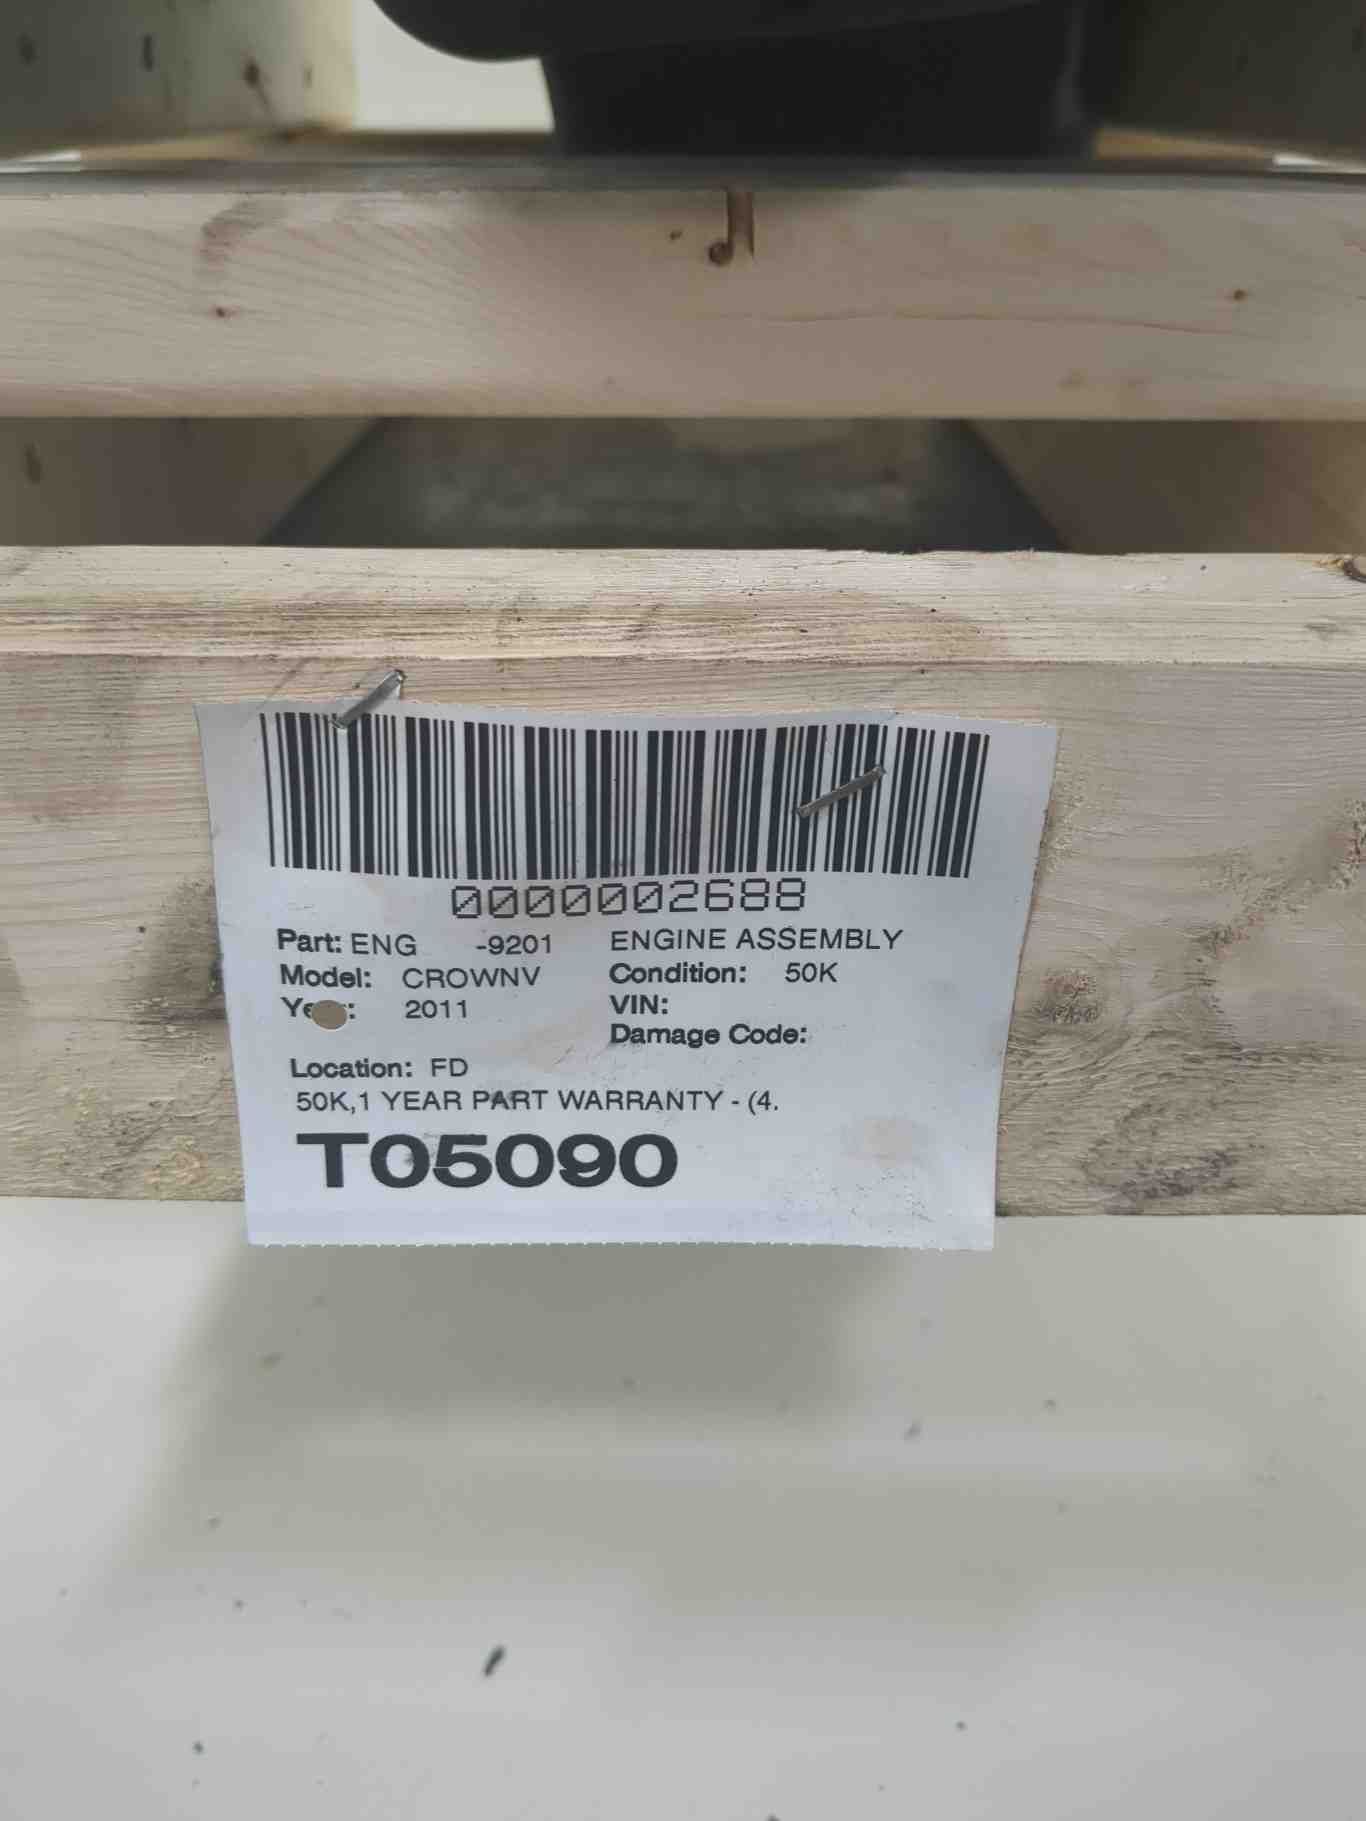 0000002688
Part: ENG -9201 ENGINE ASSEMBLY
Model: CROWNV Condition: 50K
2011 VIN:
Damage Code:
Location: FD
50K,1 YEAR PART WARRANTY - (4.
T05090